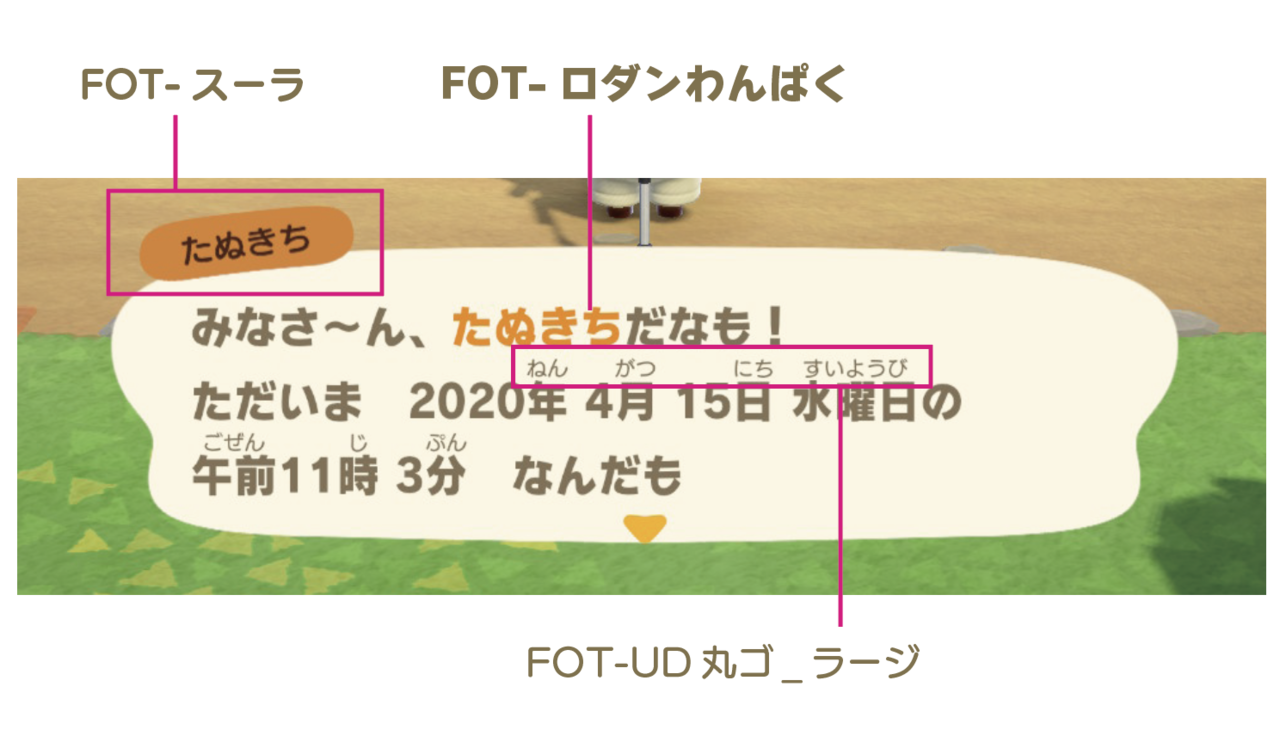 FOT-スーラ
FOT-ロダンわんぱく
たぬきち
みなさ～ん、たぬきちだなも！
ねん がつ にち すいようび
ただいま　2020年 4月 15日 水曜日の
ごぜん じ ぷん
午前11時 3分　なんだも
FOT-UD丸ゴ_ラージ